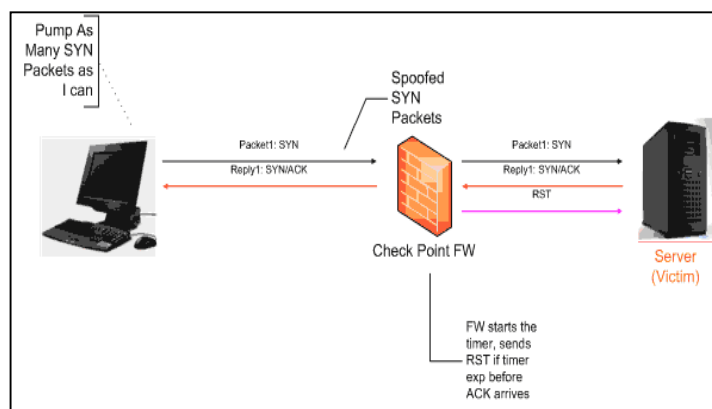 Pump As
Many SYN
Packets as
I can
Spoofed
SYN
Packets
Packet1: SYN
Reply1: SYN/ACK
Packet1: SYN
Reply1: SYN/ACK
RST
Check Point FW
Server
(Victim)
FW starts the
timer, sends
RST if timer
exp before
ACK arrives